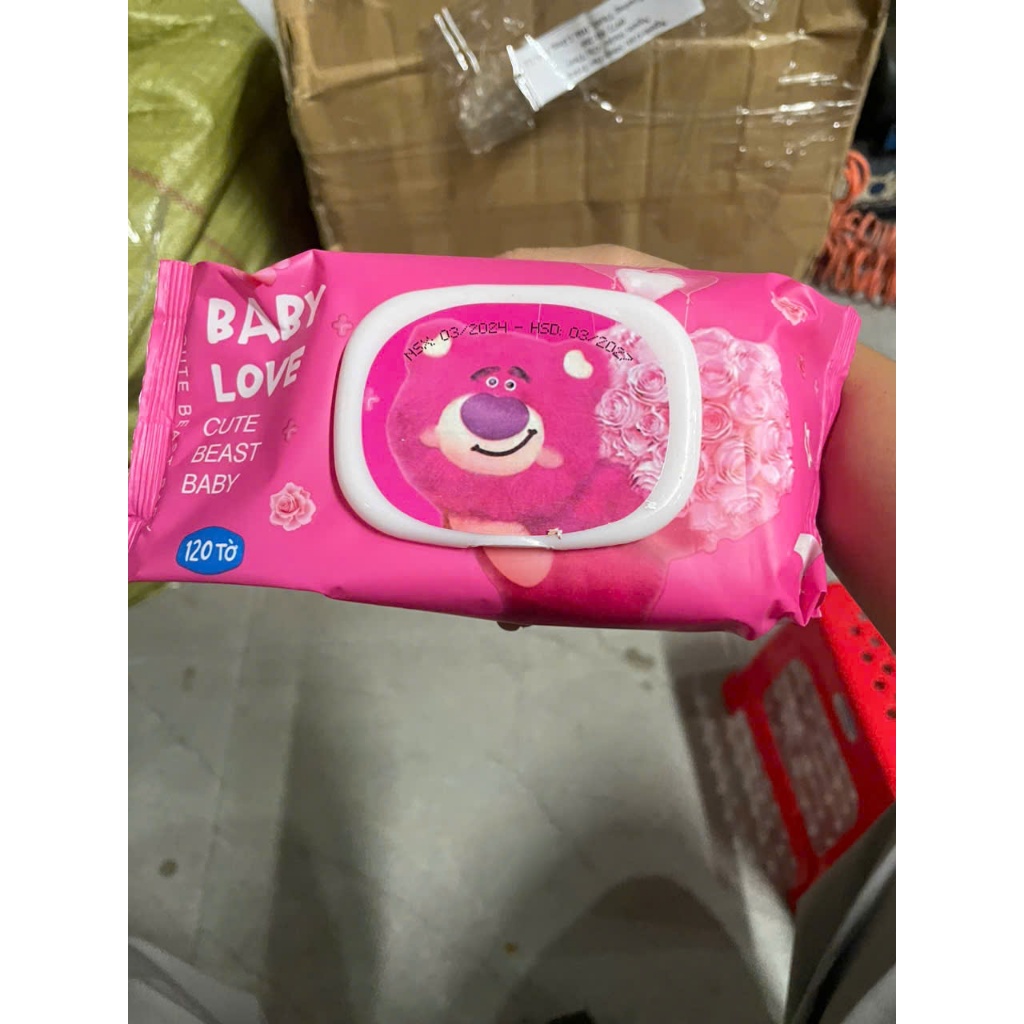 BABY
LOVE
CUTE
BEAST
BABY
120 TỜ
NSX: 03/2024 - HSD: 03/2027